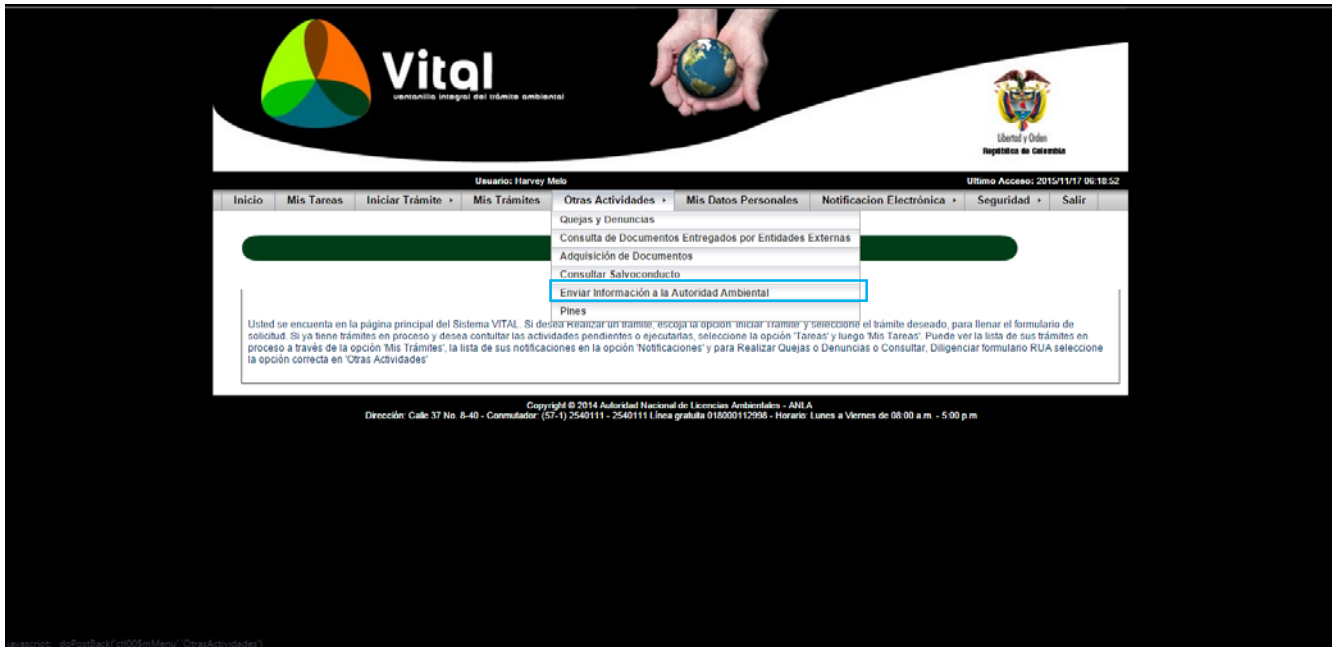 Vital
ventanilla integral del trámite ambiental
Libertad y Orden
República de Colombia
Usuario: Harvey Melo
Ultimo Acceso: 2015/11/17 06:18:52
Inicio Mis Tareas Iniciar Trámite Mis Trámites Otras Actividades Mis Datos Personales Notificacion Electrónica Seguridad Salir
Quejas y Denuncias
Consulta de Documentos Entregados por Entidades Externas
Adquisición de Documentos
Consultar Salvoconducto
Enviar Información a la Autoridad Ambiental
Pines
Usted se encuenta en la página principal del Sistema VITAL. Si desea Realizar un trámite, escoja la opción 'Iniciar Trámite' y seleccione el trámite deseado, para llenar el formulario de
solicitud. Si ya tiene trámites en proceso y desea contultar las actividades pendientes o ejecutarlas, seleccione la opción 'Tareas' y luego 'Mis Tareas'. Puede ver la lista de sus trámites en
proceso a través de la opción 'Mis Trámites', la lista de sus notificaciones en la opción 'Notificaciones' y para Realizar Quejas o Denuncias o Consultar, Diligenciar formulario RUA seleccione
la opción correcta en 'Otras Actividades'
Copyright © 2014 Autoridad Nacional de Licencias Ambientales - ANLA
Dirección: Calle 37 No. 8-40 - Conmutador: (57-1) 2540111 - 2540111 Línea gratuita 018000112998 - Horario: Lunes a Viernes de 08:00 a.m. - 5:00 p.m
javascript:__doPostBack('ctl00$mMenu','OtrasActividades')